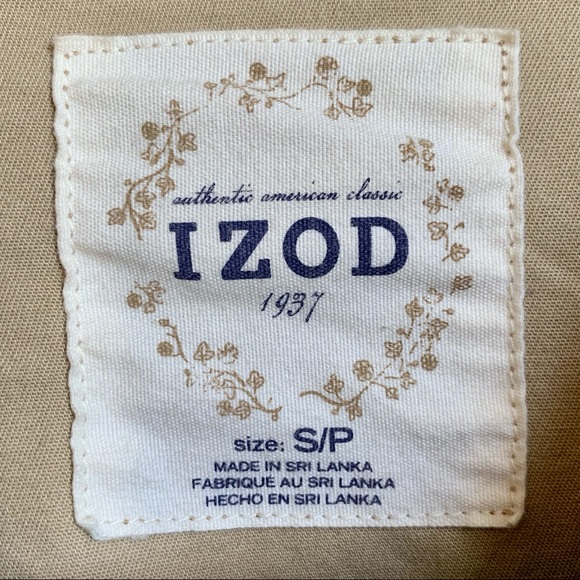 authentic american classic
IZOD
1937
size: S/P
MADE IN SRI LANKA
FABRIQUÉ AU SRI LANKA
HECHO EN SRI LANKA